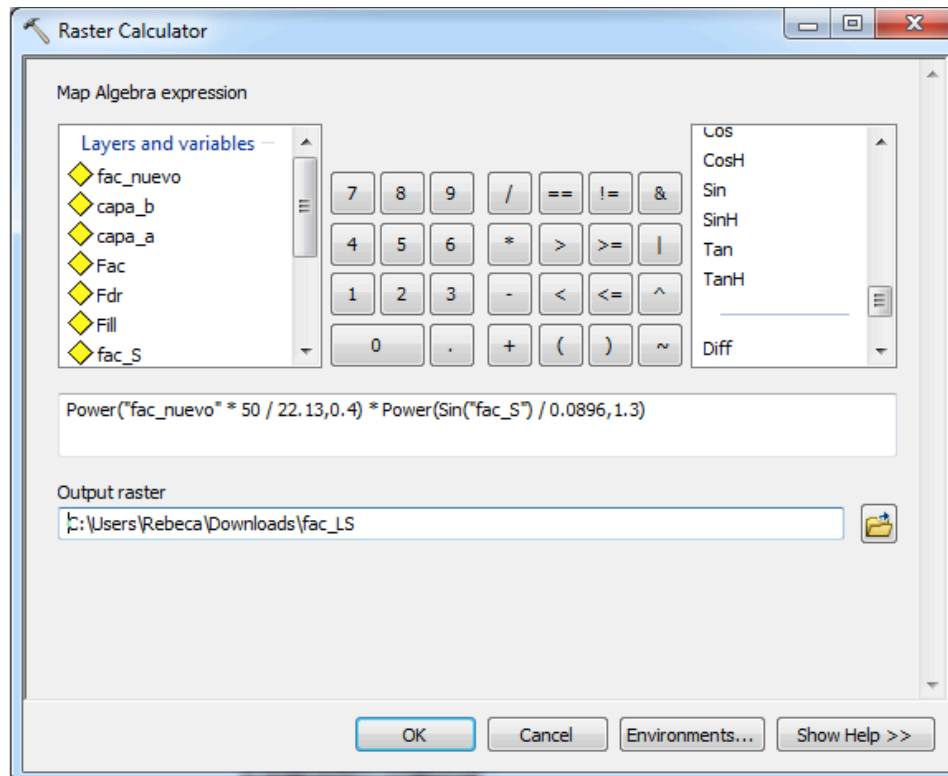 Raster Calculator
Map Algebra expression
Layers and variables
fac_nuevo
capa_b
capa_a
Fac
Fdr
Fill
fac_S
7 8 9 / == != &
4 5 6 * > >= |
1 2 3 - < <= ^
0 . + ( ) ~
Cos
CosH
Sin
SinH
Tan
TanH
Diff
Power("fac_nuevo" * 50 / 22.13,0.4) * Power(Sin("fac_S") / 0.0896,1.3)
Output raster
C:\Users\Rebeca\Downloads\fac_LS
OK Cancel Environments... Show Help >>